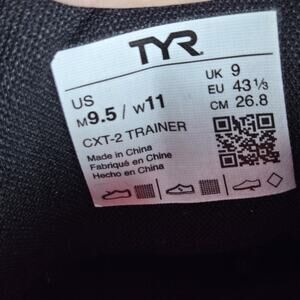 TYR
US
M9.5 / W11
UK 9
EU 43 1/3
CM 26.8
CXT-2 TRAINER
Made in China
Fabriqué en Chine
Hecho en China